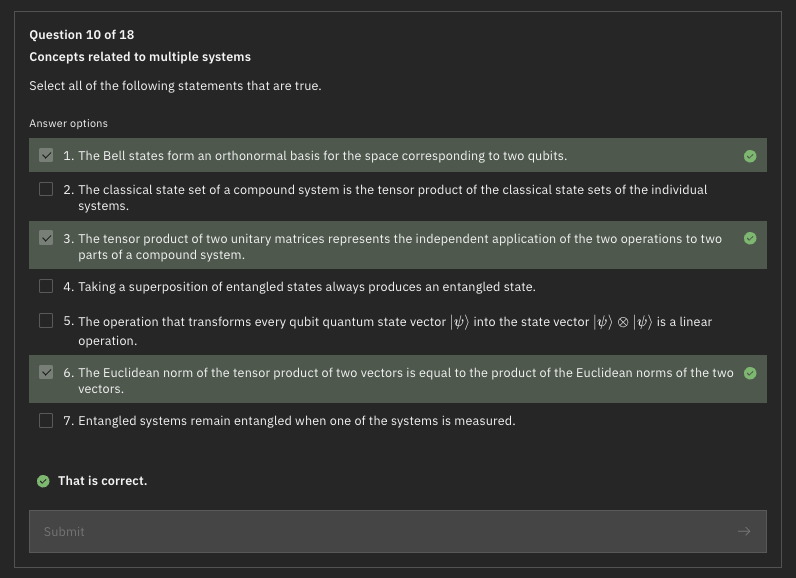 Question 10 of 18
Concepts related to multiple systems
Select all of the following statements that are true.
Answer options
1. The Bell states form an orthonormal basis for the space corresponding to two qubits.
2. The classical state set of a compound system is the tensor product of the classical state sets of the individual
systems.
3. The tensor product of two unitary matrices represents the independent application of the two operations to two
parts of a compound system.
4. Taking a superposition of entangled states always produces an entangled state.
5. The operation that transforms every qubit quantum state vector |ψ⟩ into the state vector |ψ⟩ ⊗ |ψ⟩ is a linear
operation.
6. The Euclidean norm of the tensor product of two vectors is equal to the product of the Euclidean norms of the two
vectors.
7. Entangled systems remain entangled when one of the systems is measured.
That is correct.
Submit